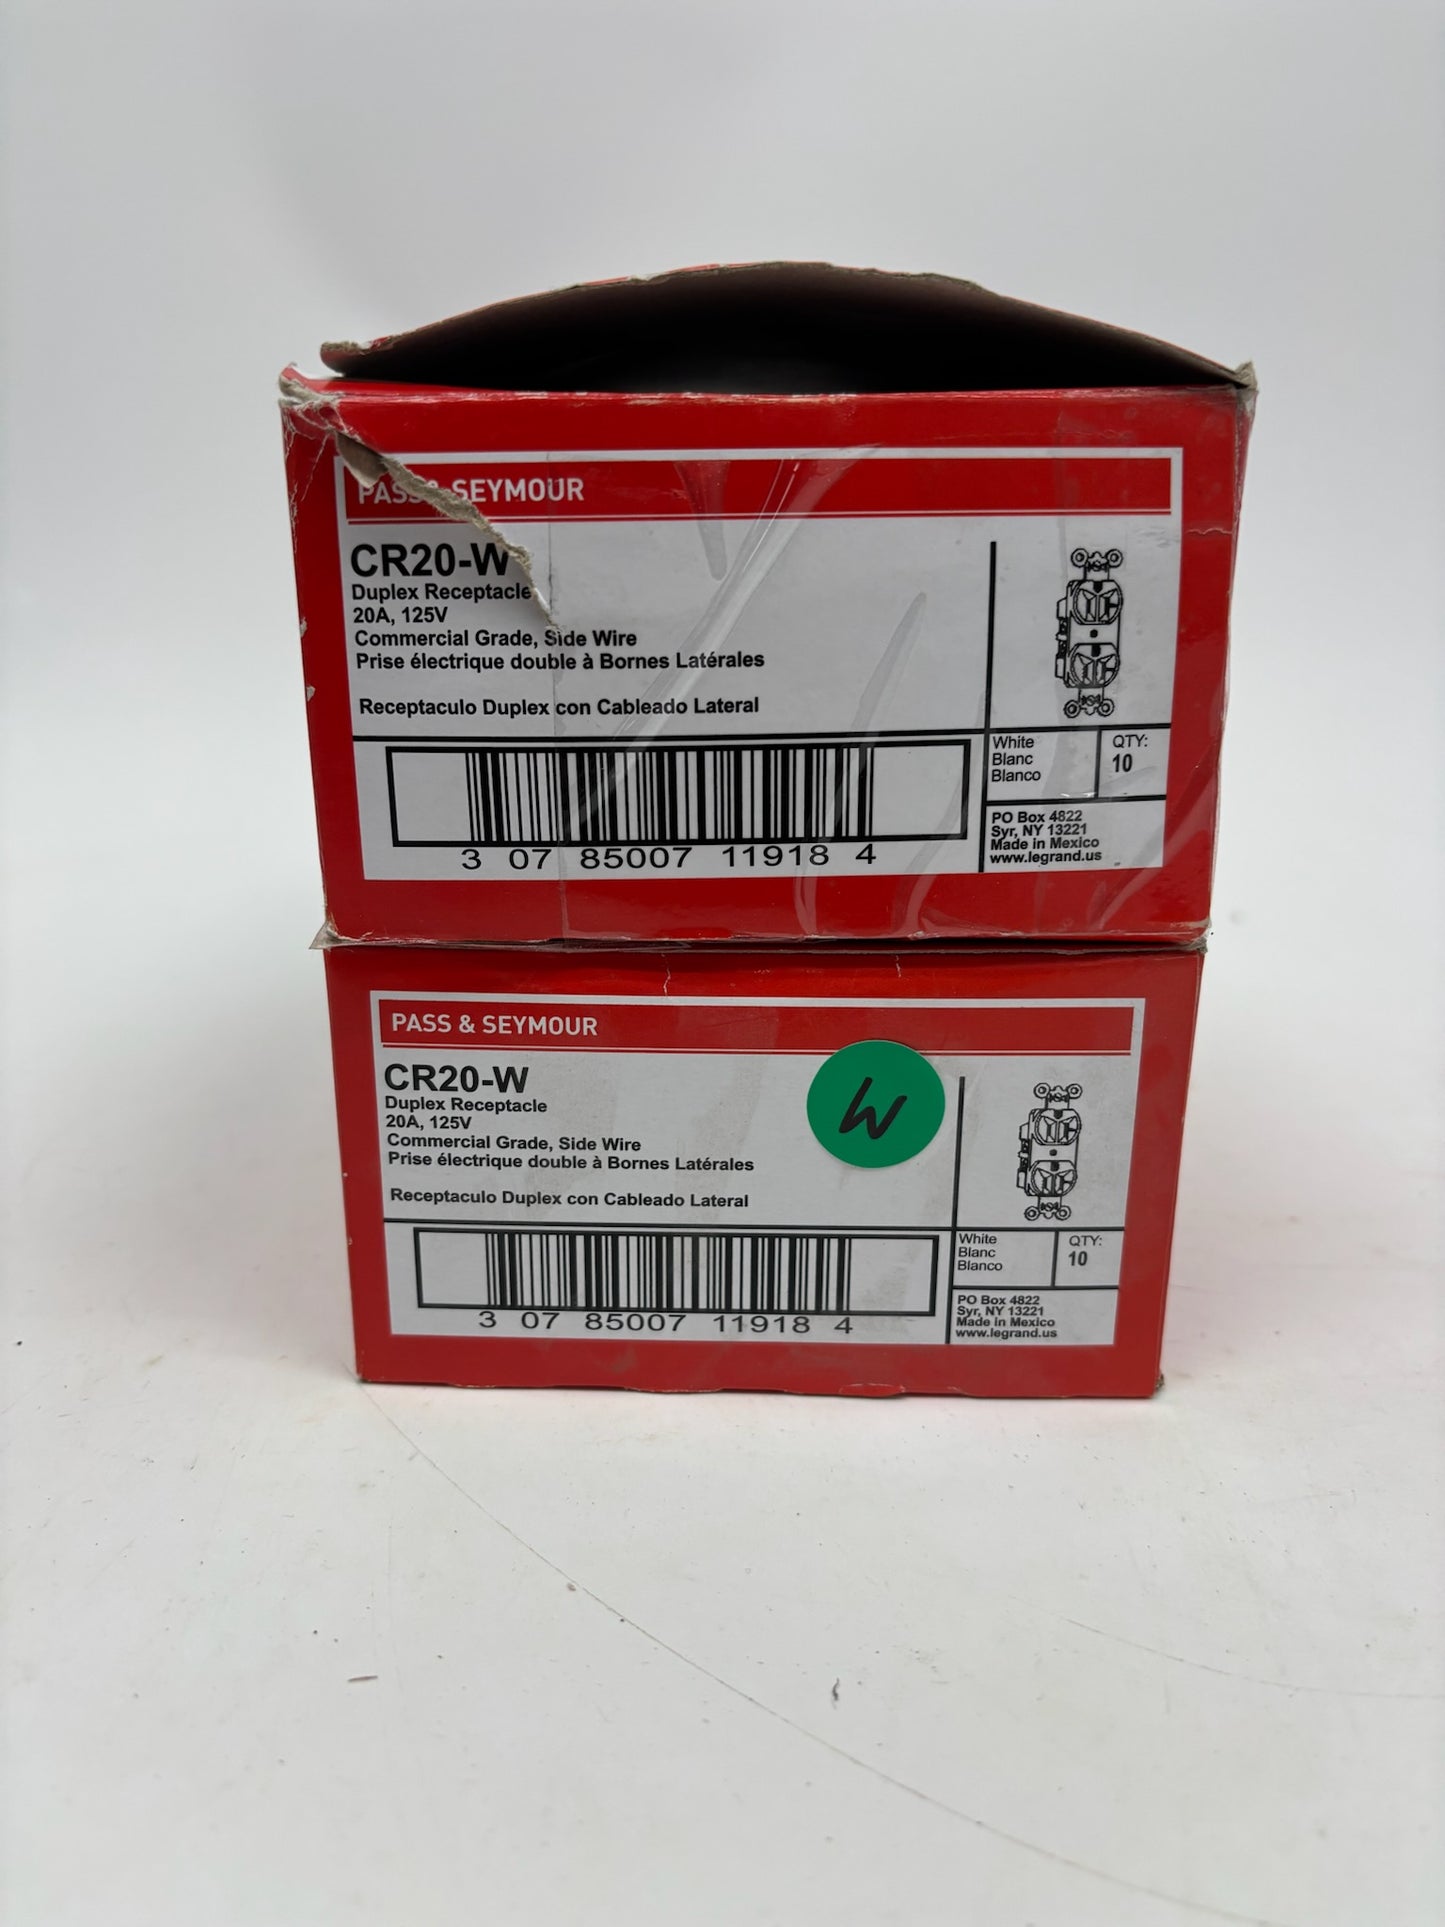 PASS & SEYMOUR
CR20-W
Duplex Receptacle
20A, 125V
Commercial Grade, Side Wire
Prise électrique double à Bornes Latérales
Receptaculo Duplex con Cableado Lateral
White
Blanc
Blanco
QTY:
10
3 07 85007 11918 4
PO Box 4822
Syr, NY 13221
Made in Mexico
www.legrand.us
PASS & SEYMOUR
CR20-W
Duplex Receptacle
20A, 125V
Commercial Grade, Side Wire
Prise électrique double à Bornes Latérales
Receptaculo Duplex con Cableado Lateral
W
White
Blanc
Blanco
QTY:
10
3 07 85007 11918 4
PO Box 4822
Syr, NY 13221
Made in Mexico
www.legrand.us